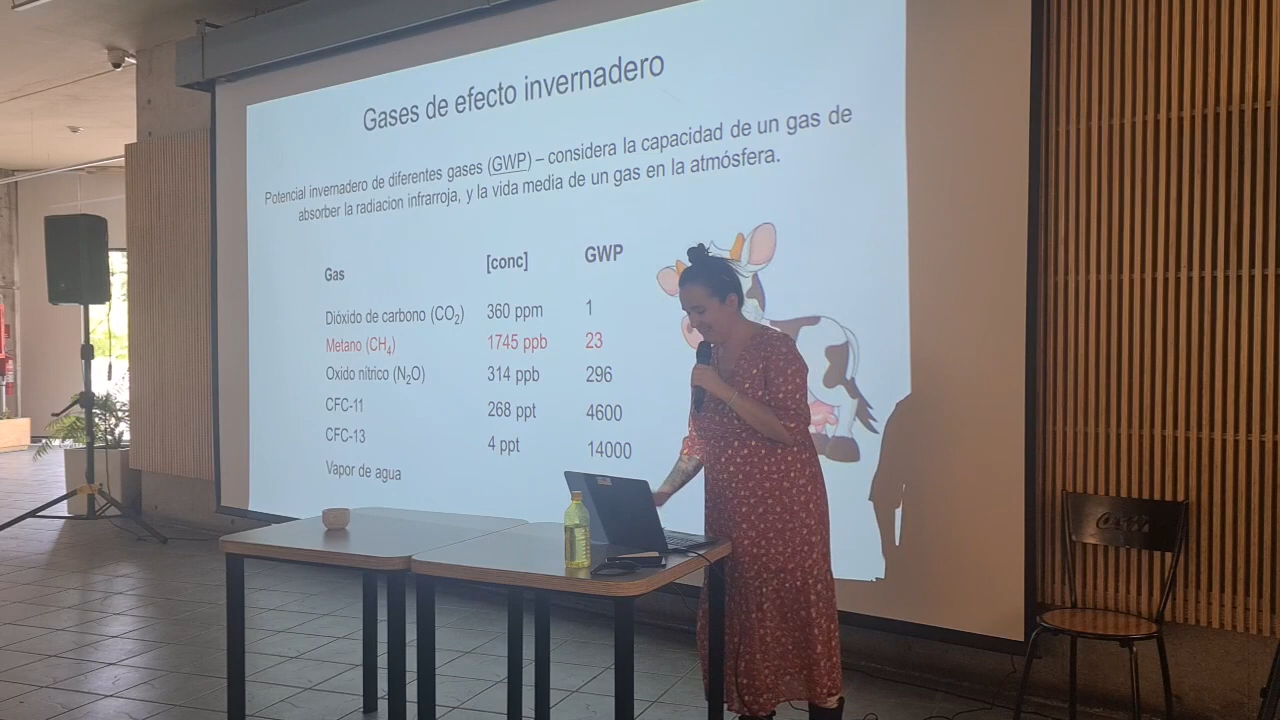 Gases de efecto invernadero
Potencial invernadero de diferentes gases (GWP) – considera la capacidad de un gas de
absorber la radiacion infrarroja, y la vida media de un gas en la atmósfera.
Gas [conc] GWP
Dióxido de carbono (CO2) 360 ppm 1
Metano (CH4) 1745 ppb 23
Oxido nítrico (N2O) 314 ppb 296
CFC-11 268 ppt 4600
CFC-13 4 ppt 14000
Vapor de agua